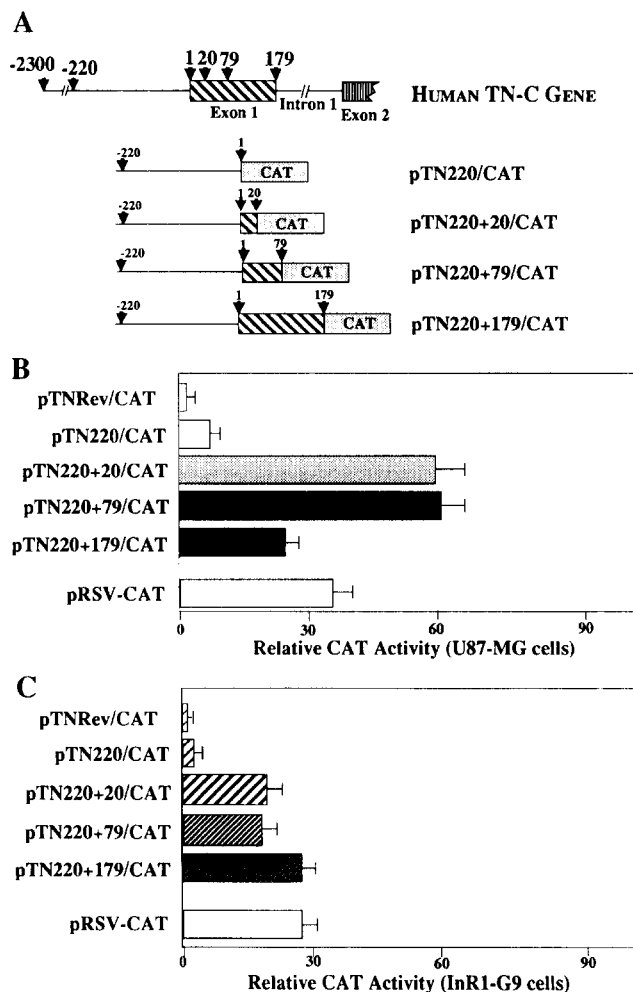 A
-2300
-220
1 20 79 179
Exon 1
Intron 1
Exon 2
HUMAN TN-C GENE
-220
1
CAT
pTN220/CAT
-220
1 20
CAT
pTN220+20/CAT
-220
1
79
CAT
pTN220+79/CAT
-220
1
179
CAT
pTN220+179/CAT
B
pTNRev/CAT
pTN220/CAT
pTN220+20/CAT
pTN220+79/CAT
pTN220+179/CAT
pRSV-CAT
0 30 60 90
Relative CAT Activity (U87-MG cells)
C
pTNRev/CAT
pTN220/CAT
pTN220+20/CAT
pTN220+79/CAT
pTN220+179/CAT
pRSV-CAT
0 30 60 90
Relative CAT Activity (InR1-G9 cells)